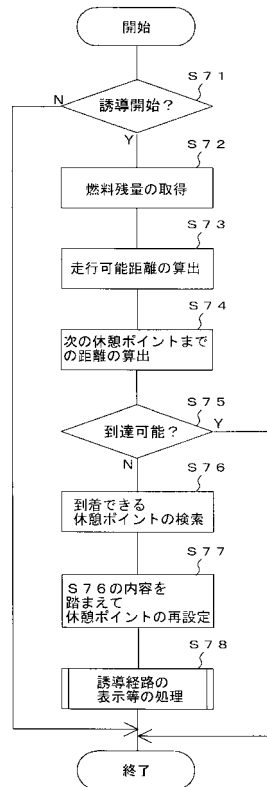 開始
S71
N
誘導開始?
Y
S72
燃料残量の取得
S73
走行可能距離の算出
S74
次の休憩ポイントまで
の距離の算出
S75
到達可能?
Y
N
S76
到着できる
休憩ポイントの検索
S77
S76の内容を
踏まえて
休憩ポイントの再設定
S78
誘導経路の
表示等の処理
終了